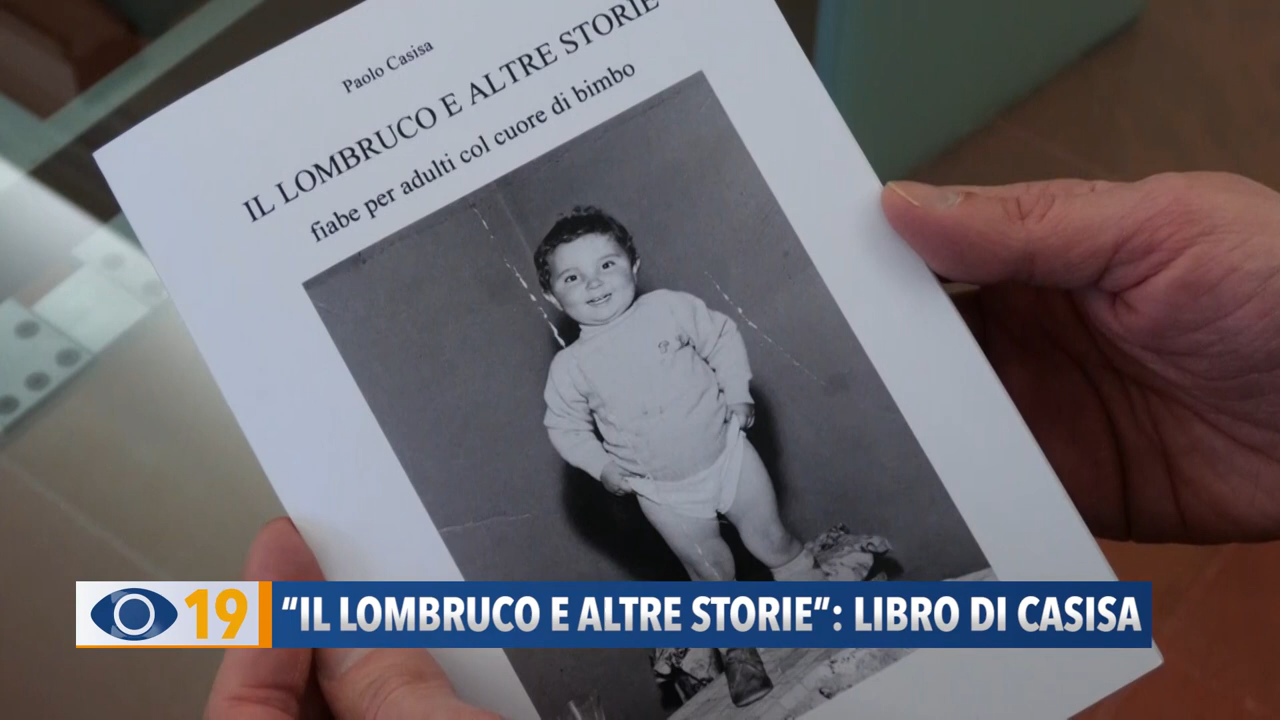 Paolo Casisa
IL LOMBRUCO E ALTRE STORIE
fiabe per adulti col cuore di bimbo
19 “IL LOMBRUCO E ALTRE STORIE“: LIBRO DI CASISA